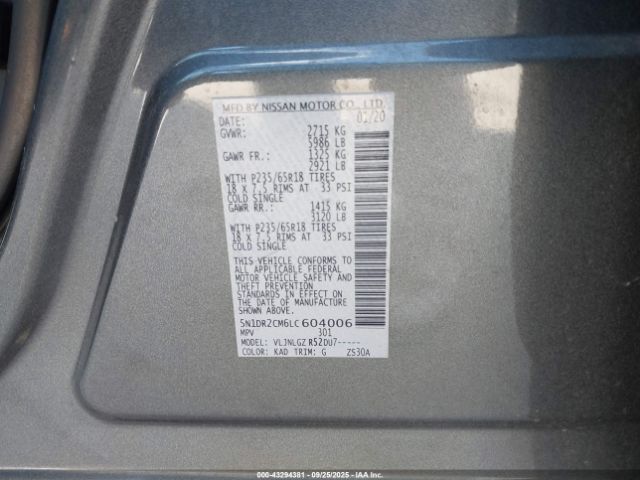 MFD BY NISSAN MOTOR CO., LTD.
DATE: 01/20
GVWR: 2715 KG
5986 LB
GAWR FR.: 1325 KG
2921 LB
WITH P235/65R18 TIRES
18 X 7.5 RIMS AT 33 PSI
COLD SINGLE
GAWR RR.: 1415 KG
3120 LB
WITH P235/65R18 TIRES
18 X 7.5 RIMS AT 33 PSI
COLD SINGLE
THIS VEHICLE CONFORMS TO
ALL APPLICABLE FEDERAL
MOTOR VEHICLE SAFETY AND
THEFT PREVENTION
STANDARDS IN EFFECT ON THE
DATE OF MANUFACTURE
SHOWN ABOVE.
5N1DR2CM6LC604006
MPV 301
MODEL: VLJNLGZ R52DU7-----
COLOR: KAD TRIM: G ZS30A
000-43294381 - 09/25/2025 - IAA INC.